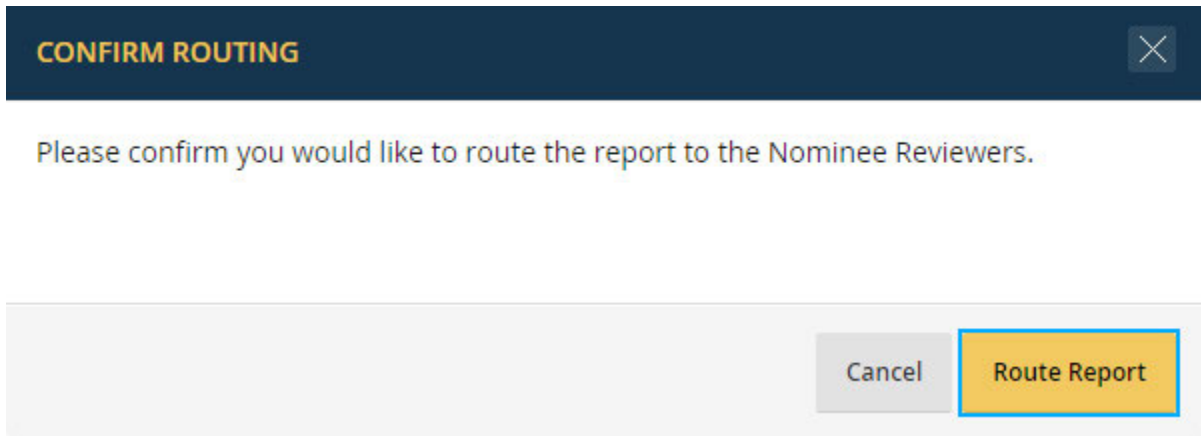 CONFIRM ROUTING
Please confirm you would like to route the report to the Nominee Reviewers.
Cancel
Route Report